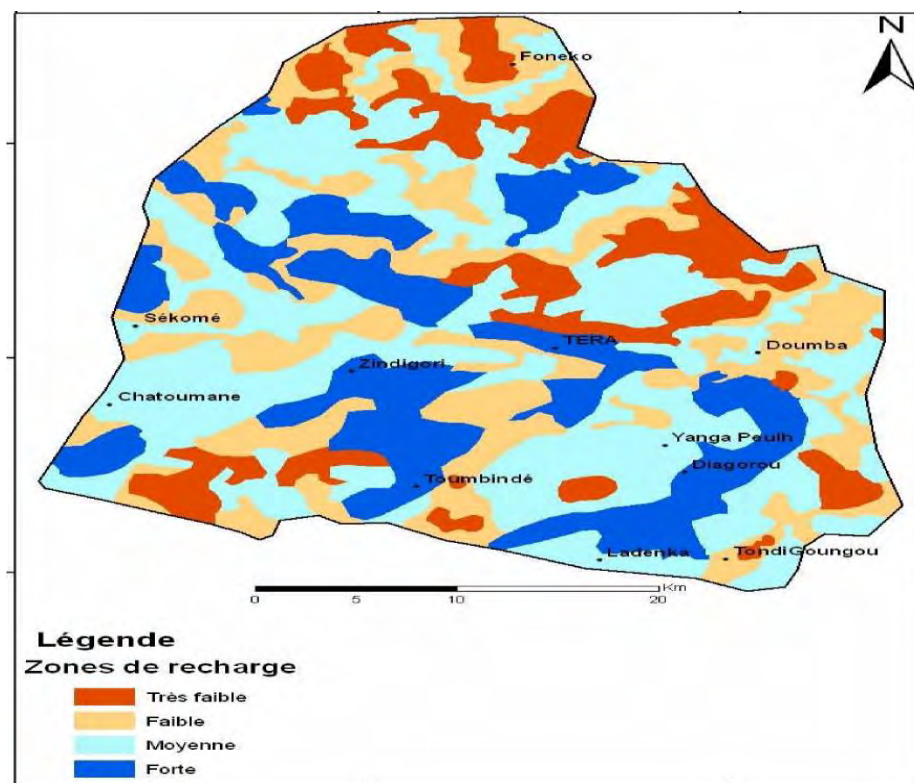 N
Foneko
Sékomé
TERA
Doumba
Zindigori
Chatoumane
Yanga Peulh
Diagorou
Toumbindé
Ladenka
TondiGoungou
Km
0 5 10 20
Légende
Zones de recharge
Très faible
Faible
Moyenne
Forte